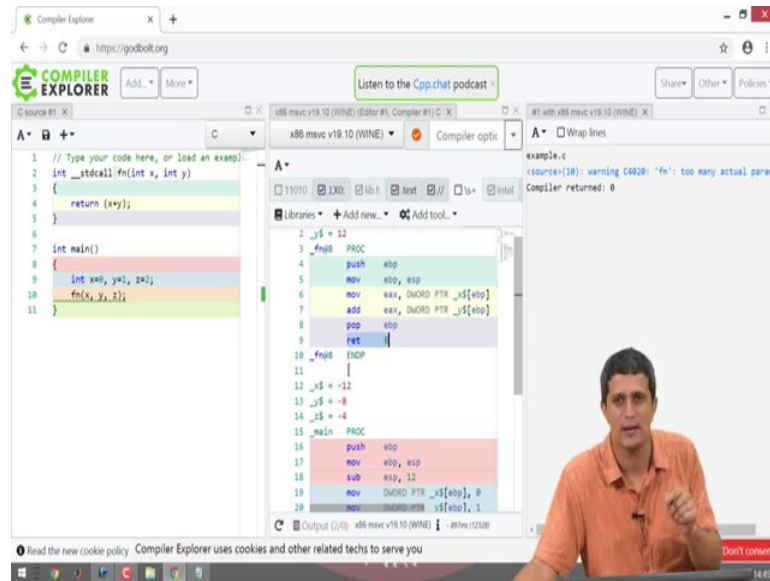 Compiler Explorer
https://godbolt.org
COMPILER
EXPLORER
Add...
More
Listen to the Cpp.chat podcast
Share
Other
Policies
C source #1 X
x86 msvc v19.10 (WINE) (Editor #1, Compiler #1) C X
#1 with x86 msvc v19.10 (WINE) X
A
C
x86 msvc v19.10 (WINE)
Compiler optic
A
Wrap lines
1 // Type your code here, or load an exampl
2 int __stdcall fn(int x, int y)
3 {
4 return (x+y);
5 }
6
7 int main()
8 {
9 int x=0, y=1, z=2;
10 fn(x, y, z);
11 }
A
11010 .LX0: lib.f: .text // \s+ Intel
Libraries + Add new... Add tool...
2 _y$ = 12
3 _fn@8 PROC
4 push ebp
5 mov ebp, esp
6 mov eax, DWORD PTR _x$[ebp]
7 add eax, DWORD PTR _y$[ebp]
8 pop ebp
9 ret 8
10 _fn@8 ENDP
11
12 _x$ = -12
13 _y$ = -8
14 _z$ = -4
15 _main PROC
16 push ebp
17 mov ebp, esp
18 sub esp, 12
19 mov DWORD PTR _x$[ebp], 0
20 mov DWORD PTR _y$[ebp], 1
example.c
<source>(10): warning C4020: 'fn': too many actual para
Compiler returned: 0
C Output (2/0) x86 msvc v19.10 (WINE) i - 897ms (12328)
Read the new cookie policy Compiler Explorer uses cookies and other related techs to serve you
Don't consen
14:45